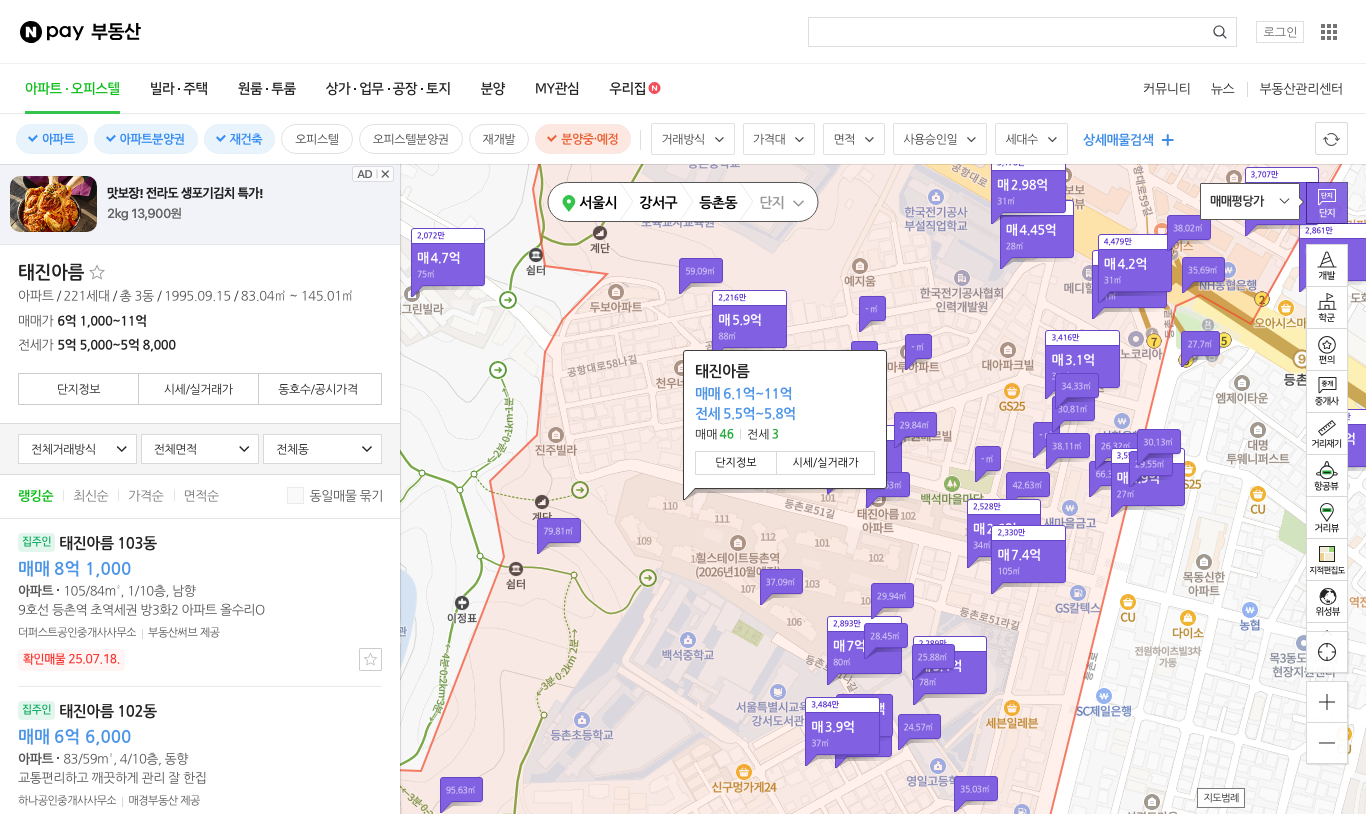 N pay 부동산
로그인
아파트·오피스텔
빌라·주택
원룸·투룸
상가·업무·공장·토지
분양
MY관심
우리집 N
커뮤니티
뉴스
부동산관리센터
아파트
아파트분양권
재건축
오피스텔
오피스텔분양권
재개발
분양중·예정
거래방식
가격대
면적
사용승인일
세대수
상세매물검색
맛보장! 전라도 생포기김치 특가!
2kg 13,900원
AD
태진아름
아파트 / 221세대 / 총 3동 / 1995.09.15 / 83.04㎡ ~ 145.01㎡
매매가 6억 1,000~11억
전세가 5억 5,000~5억 8,000
단지정보
시세/실거래가
동호수/공시가격
전체거래방식
전체면적
전체동
랭킹순
최신순
가격순
면적순
동일매물 묶기
집주인 태진아름 103동
매매 8억 1,000
아파트 · 105/84㎡, 1/10층, 남향
9호선 등촌역 초역세권 방3화2 아파트 올수리O
더퍼스트공인중개사사무소 | 부동산써브 제공
확인매물 25.07.18.
집주인 태진아름 102동
매매 6억 6,000
아파트 · 83/59㎡, 4/10층, 동향
교통편리하고 깨끗하게 관리 잘 한집
하나공인중개사사무소 | 매경부동산 제공
서울시
강서구
등촌동
단지
매매평당가
단지
개발
학군
편의
중개사
거리재기
항공뷰
거리뷰
지적편집도
위성뷰
지도범례
태진아름
매매 6.1억~11억
전세 5.5억~5.8억
매매 46 | 전세 3
단지정보
시세/실거래가
2,072만
매4.7억
75㎡
2,216만
매5.9억
88㎡
59.09㎡
매2.98억
31㎡
매4.45억
28㎡
4,479만
매4.2억
31㎡
38.02㎡
35.69㎡
3,707만
2,861만
27.7㎡
3,416만
매3.1억
34.33㎡
30.81㎡
38.11㎡
26.32㎡
30.13㎡
29.55㎡
27㎡
29.84㎡
- ㎡
- ㎡
- ㎡
42.63㎡
2,528만
34㎡
2,330만
매7.4억
105㎡
79.81㎡
37.09㎡
29.94㎡
2,893만
매7억
80㎡
28.45㎡
25.88㎡
78㎡
3,484만
매3.9억
37㎡
24.57㎡
95.63㎡
35.03㎡
계단
쉼터
두보아파트
공항대로58나길
예지움
한국전기공사
부설직업학교
한국전기공사협회
인력개발원
대아파크빌
GS25
NH농협은행
오아시스마
엠제이타운
대명
투웨니퍼스트
CU
진주빌라
계단
쉼터
이정표
110
111
등촌로51길
101
태진아름
아파트
102
109
112
101
102
힐스테이트등촌역
(2026년10월예정)
107
103
106
백석마을마당
새마을금고
GS칼텍스
등촌로51라길
목동신한
아파트
CU
다이소
농협
전원하이츠빌3차
가동
SC제일은행
백석중학교
등촌초등학교
강서도서관
세븐일레븐
신구멍가게24
등촌로